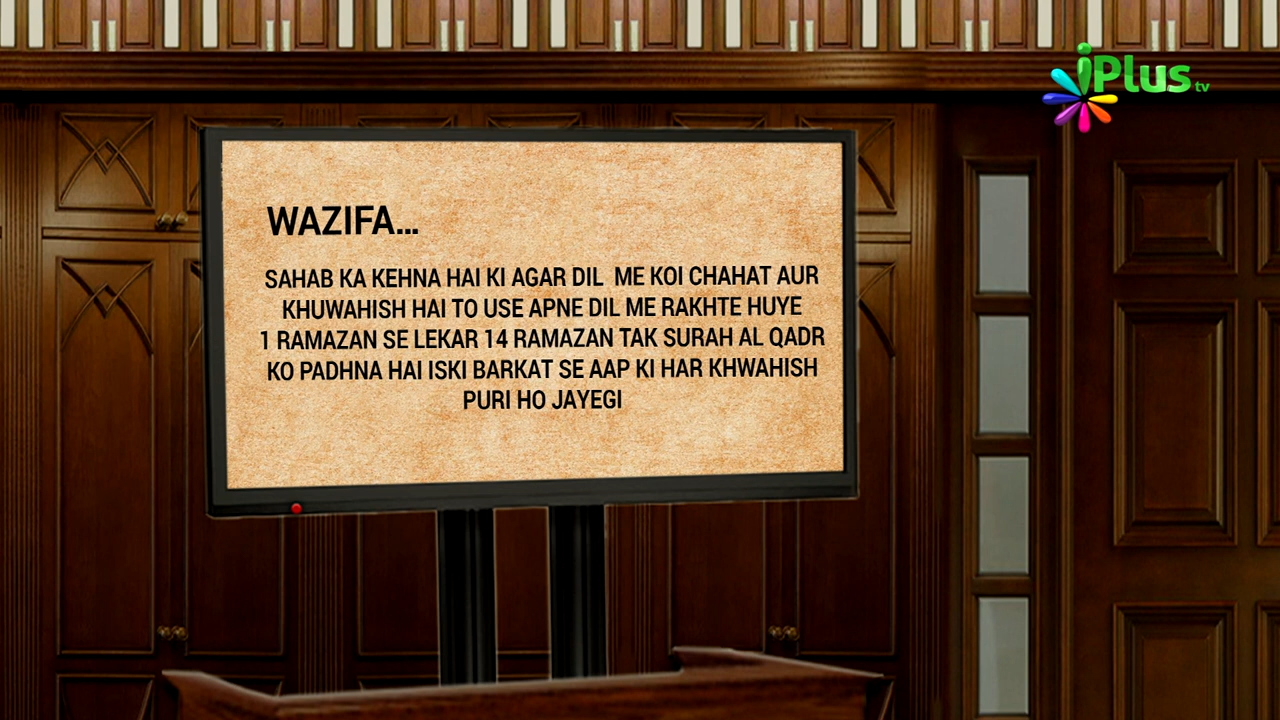 iPlus tv
WAZIFA...
SAHAB KA KEHNA HAI KI AGAR DIL ME KOI CHAHAT AUR
KHUWAHISH HAI TO USE APNE DIL ME RAKHTE HUYE
1 RAMAZAN SE LEKAR 14 RAMAZAN TAK SURAH AL QADR
KO PADHNA HAI ISKI BARKAT SE AAP KI HAR KHWAHISH
PURI HO JAYEGI